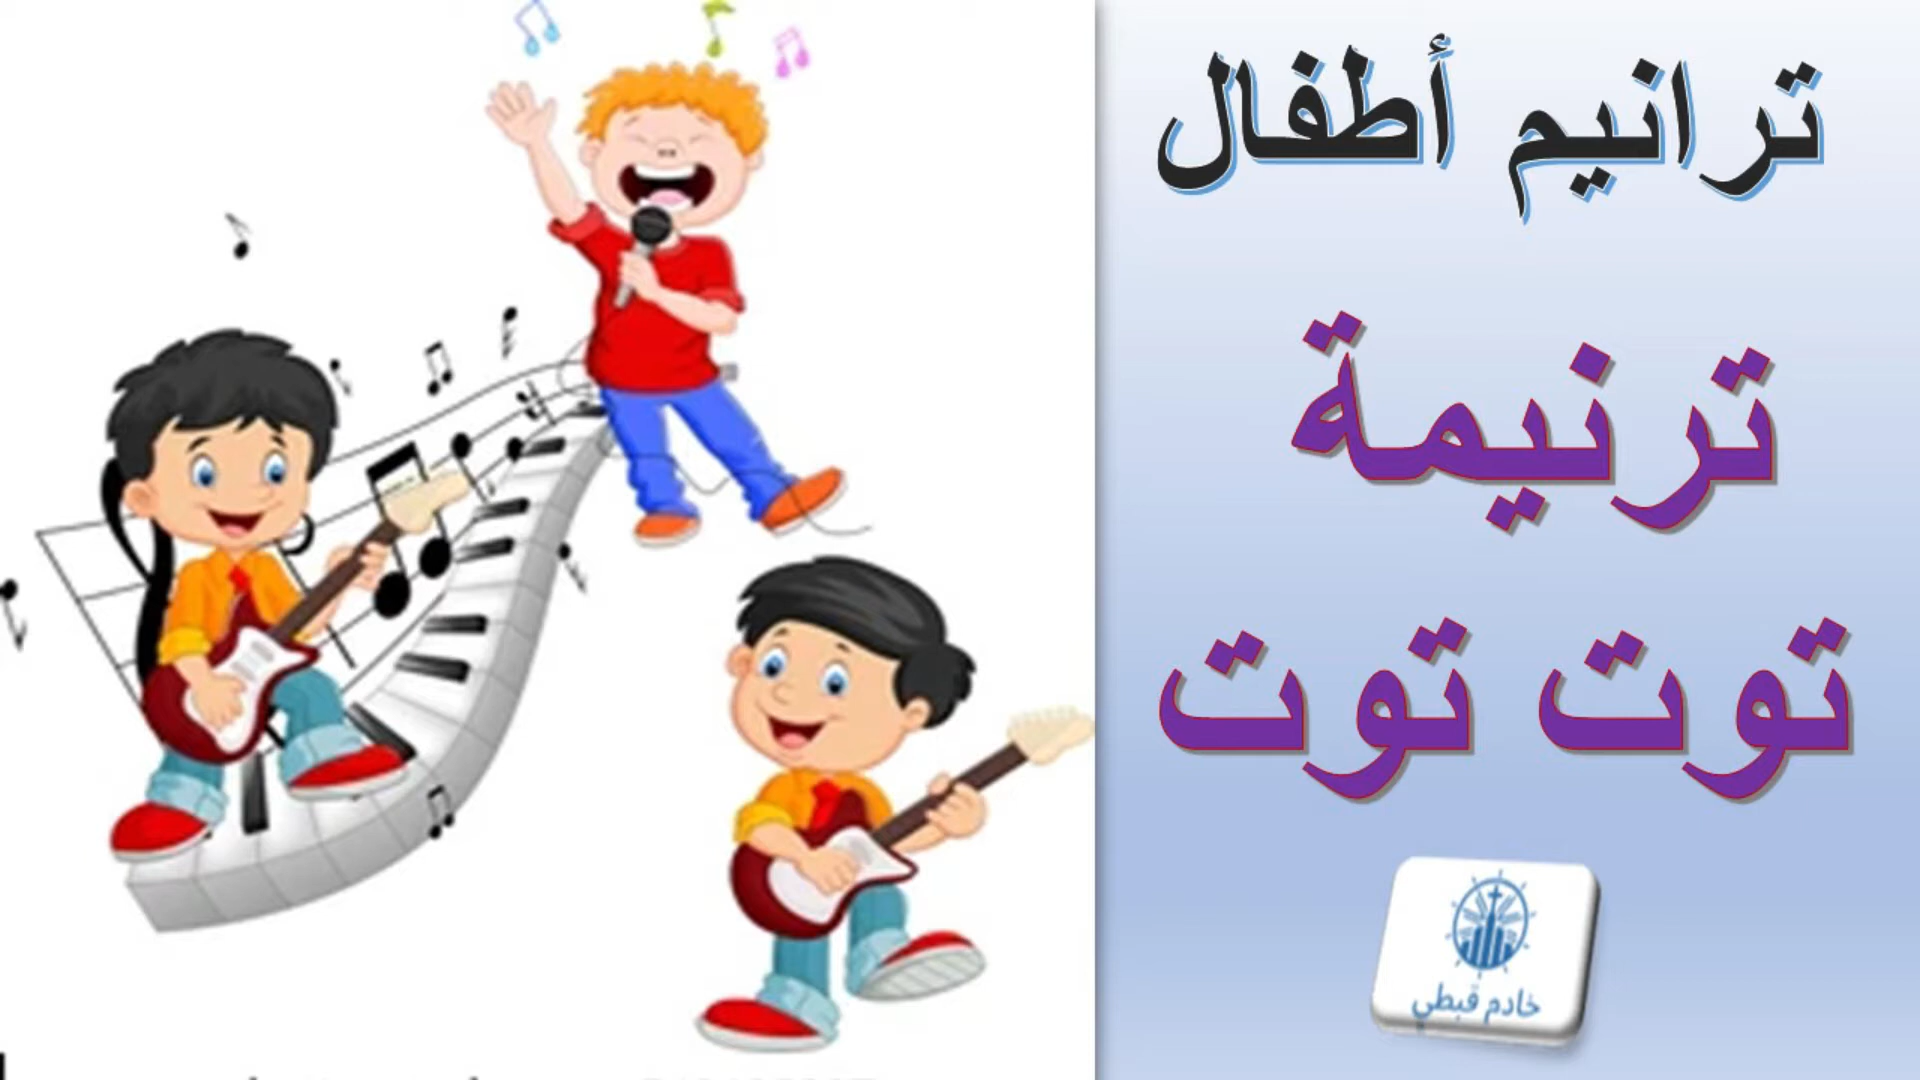 ترانيم أطفال
ترنيمة
توت توت
خادم قبطي